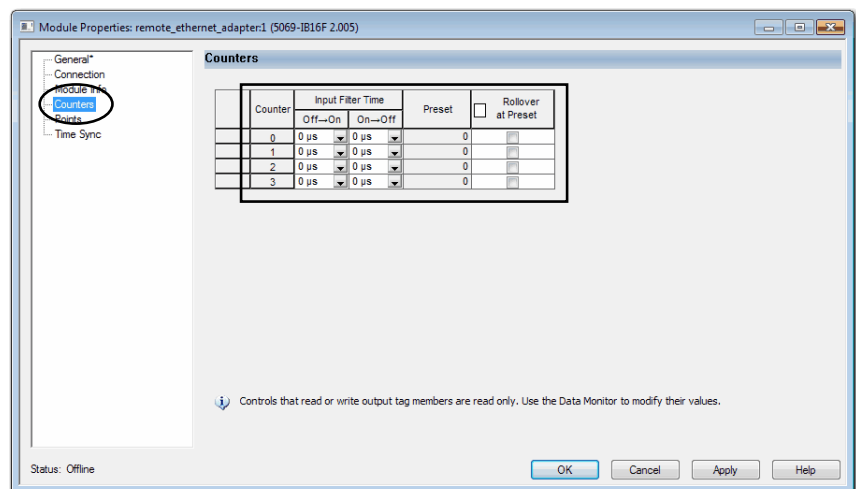 Module Properties: remote_ethernet_adapter:1 (5069-IB16F 2.005)
General*
Connection
Module Info
Counters
Points
Time Sync
Counters
Counter
Input Filter Time
Off→On
On→Off
Preset
Rollover
at Preset
0 0 µs 0 µs 0
1 0 µs 0 µs 0
2 0 µs 0 µs 0
3 0 µs 0 µs 0
Controls that read or write output tag members are read only. Use the Data Monitor to modify their values.
Status: Offline
OK Cancel Apply Help